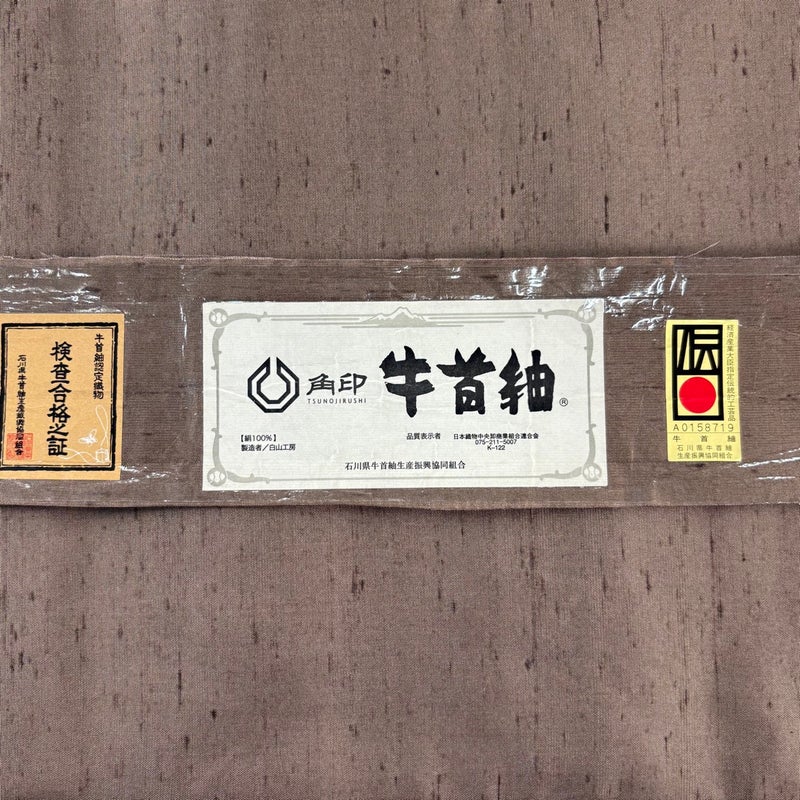 牛首紬認定織物
検査合格之証
石川県牛首紬生産振興協同組合
角印
TSUNOJIRUSHI
牛首紬®
【絹100%】
製造者/白山工房
品質表示者 日本織物中央卸商業組合連合会
075-211-5007
K-122
石川県牛首紬生産振興協同組合
経済産業大臣指定伝統的工芸品
伝
A0158719
牛首紬
石川県牛首紬
生産振興協同組合